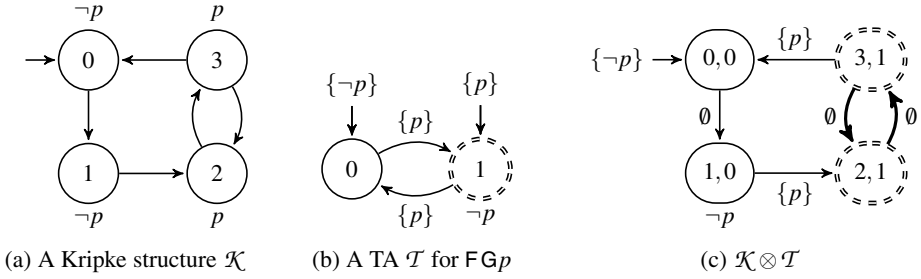 ¬p
p
0
3
1
2
¬p
p
(a) A Kripke structure 𝒦
{¬p}
{p}
{p}
0
1
{p}
¬p
(b) A TA 𝒯 for FGp
{¬p}
0,0
{p}
3,1
∅
∅
∅
1,0
{p}
2,1
¬p
(c) 𝒦 ⊗ 𝒯